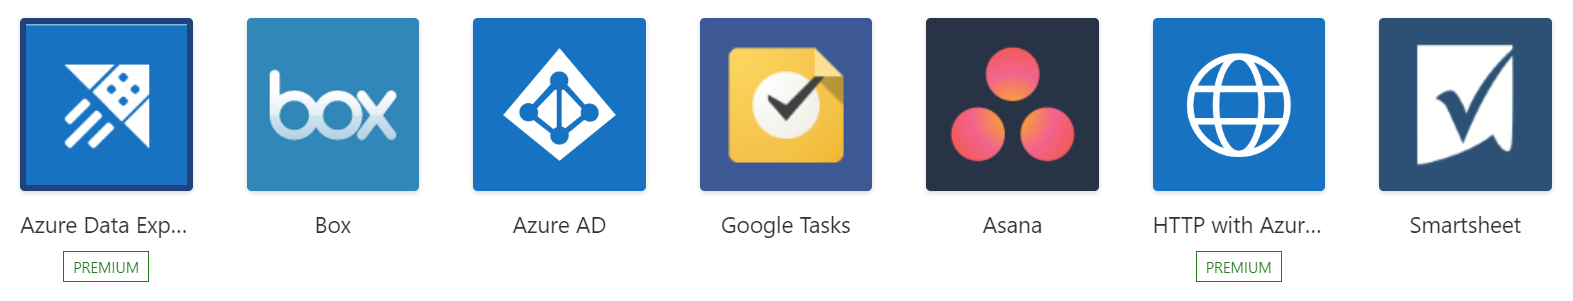 box
Azure Data Exp...
Box
Azure AD
Google Tasks
Asana
HTTP with Azur...
Smartsheet
PREMIUM
PREMIUM